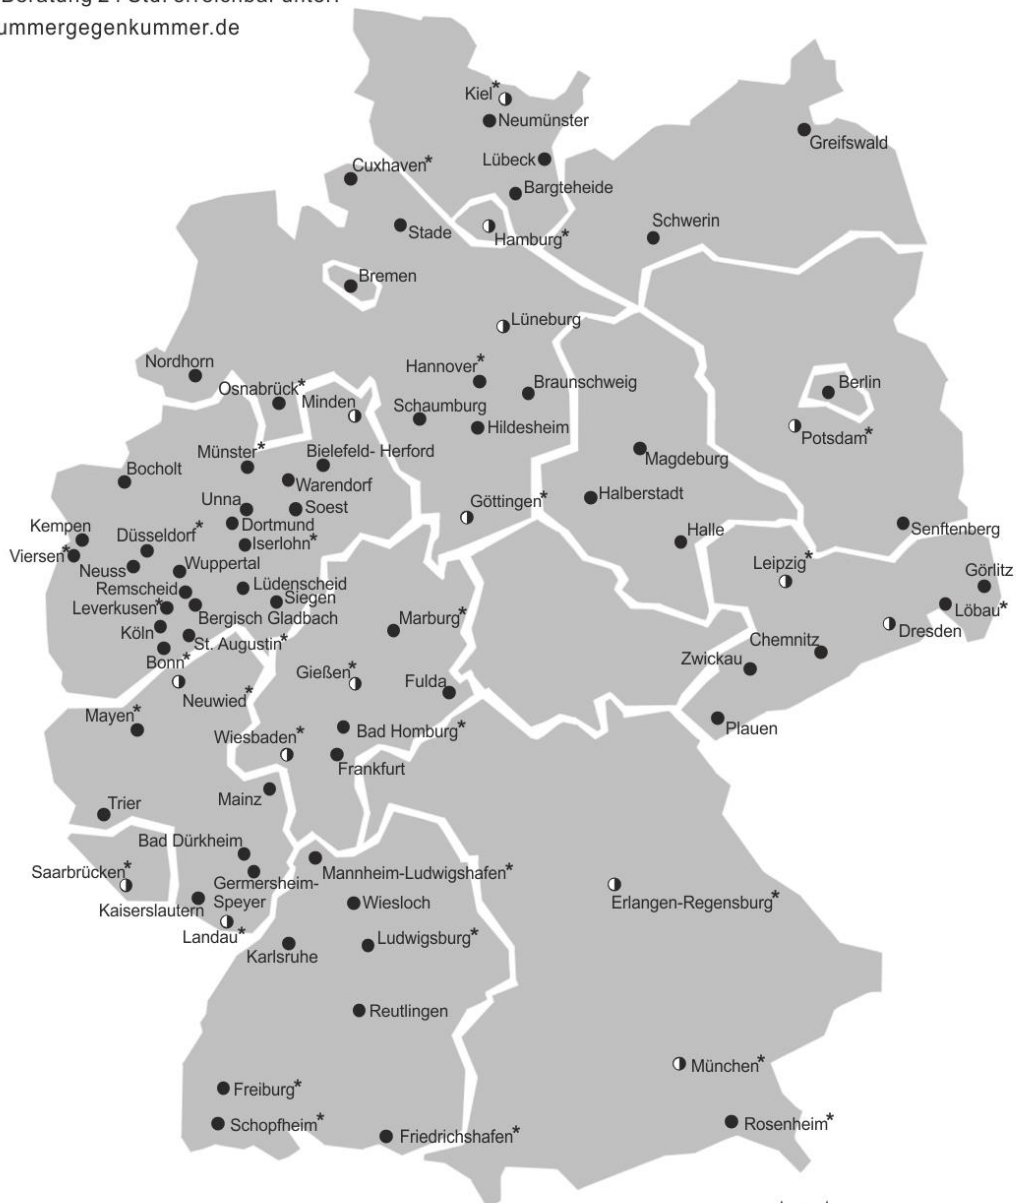 ummergegenkummer.de
Kiel*
Neumünster
Greifswald
Lübeck
Cuxhaven*
Bargteheide
Schwerin
Stade
Hamburg*
Bremen
Lüneburg
Nordhorn
Hannover*
Osnabrück*
Braunschweig
Berlin
Minden
Schaumburg
Hildesheim
Potsdam*
Münster*
Bielefeld- Herford
Magdeburg
Bocholt
Warendorf
Halberstadt
Unna
Soest
Göttingen*
Kempen
Dortmund
Halle
Senftenberg
Düsseldorf*
Iserlohn*
Viersen*
Leipzig*
Neuss
Wuppertal
Görlitz
Remscheid
Lüdenscheid
Siegen
Leverkusen*
Löbau*
Bergisch Gladbach
Marburg*
Köln
Dresden
St. Augustin*
Chemnitz
Bonn*
Zwickau
Gießen*
Fulda
Neuwied*
Mayen*
Plauen
Bad Homburg*
Wiesbaden*
Frankfurt
Mainz
Trier
Bad Dürkheim
Saarbrücken*
Mannheim-Ludwigshafen*
Germersheim-
Speyer
Kaiserslautern
Wiesloch
Erlangen-Regensburg*
Landau*
Ludwigsburg*
Karlsruhe
Reutlingen
München*
Freiburg*
Schopfheim*
Rosenheim*
Friedrichshafen*